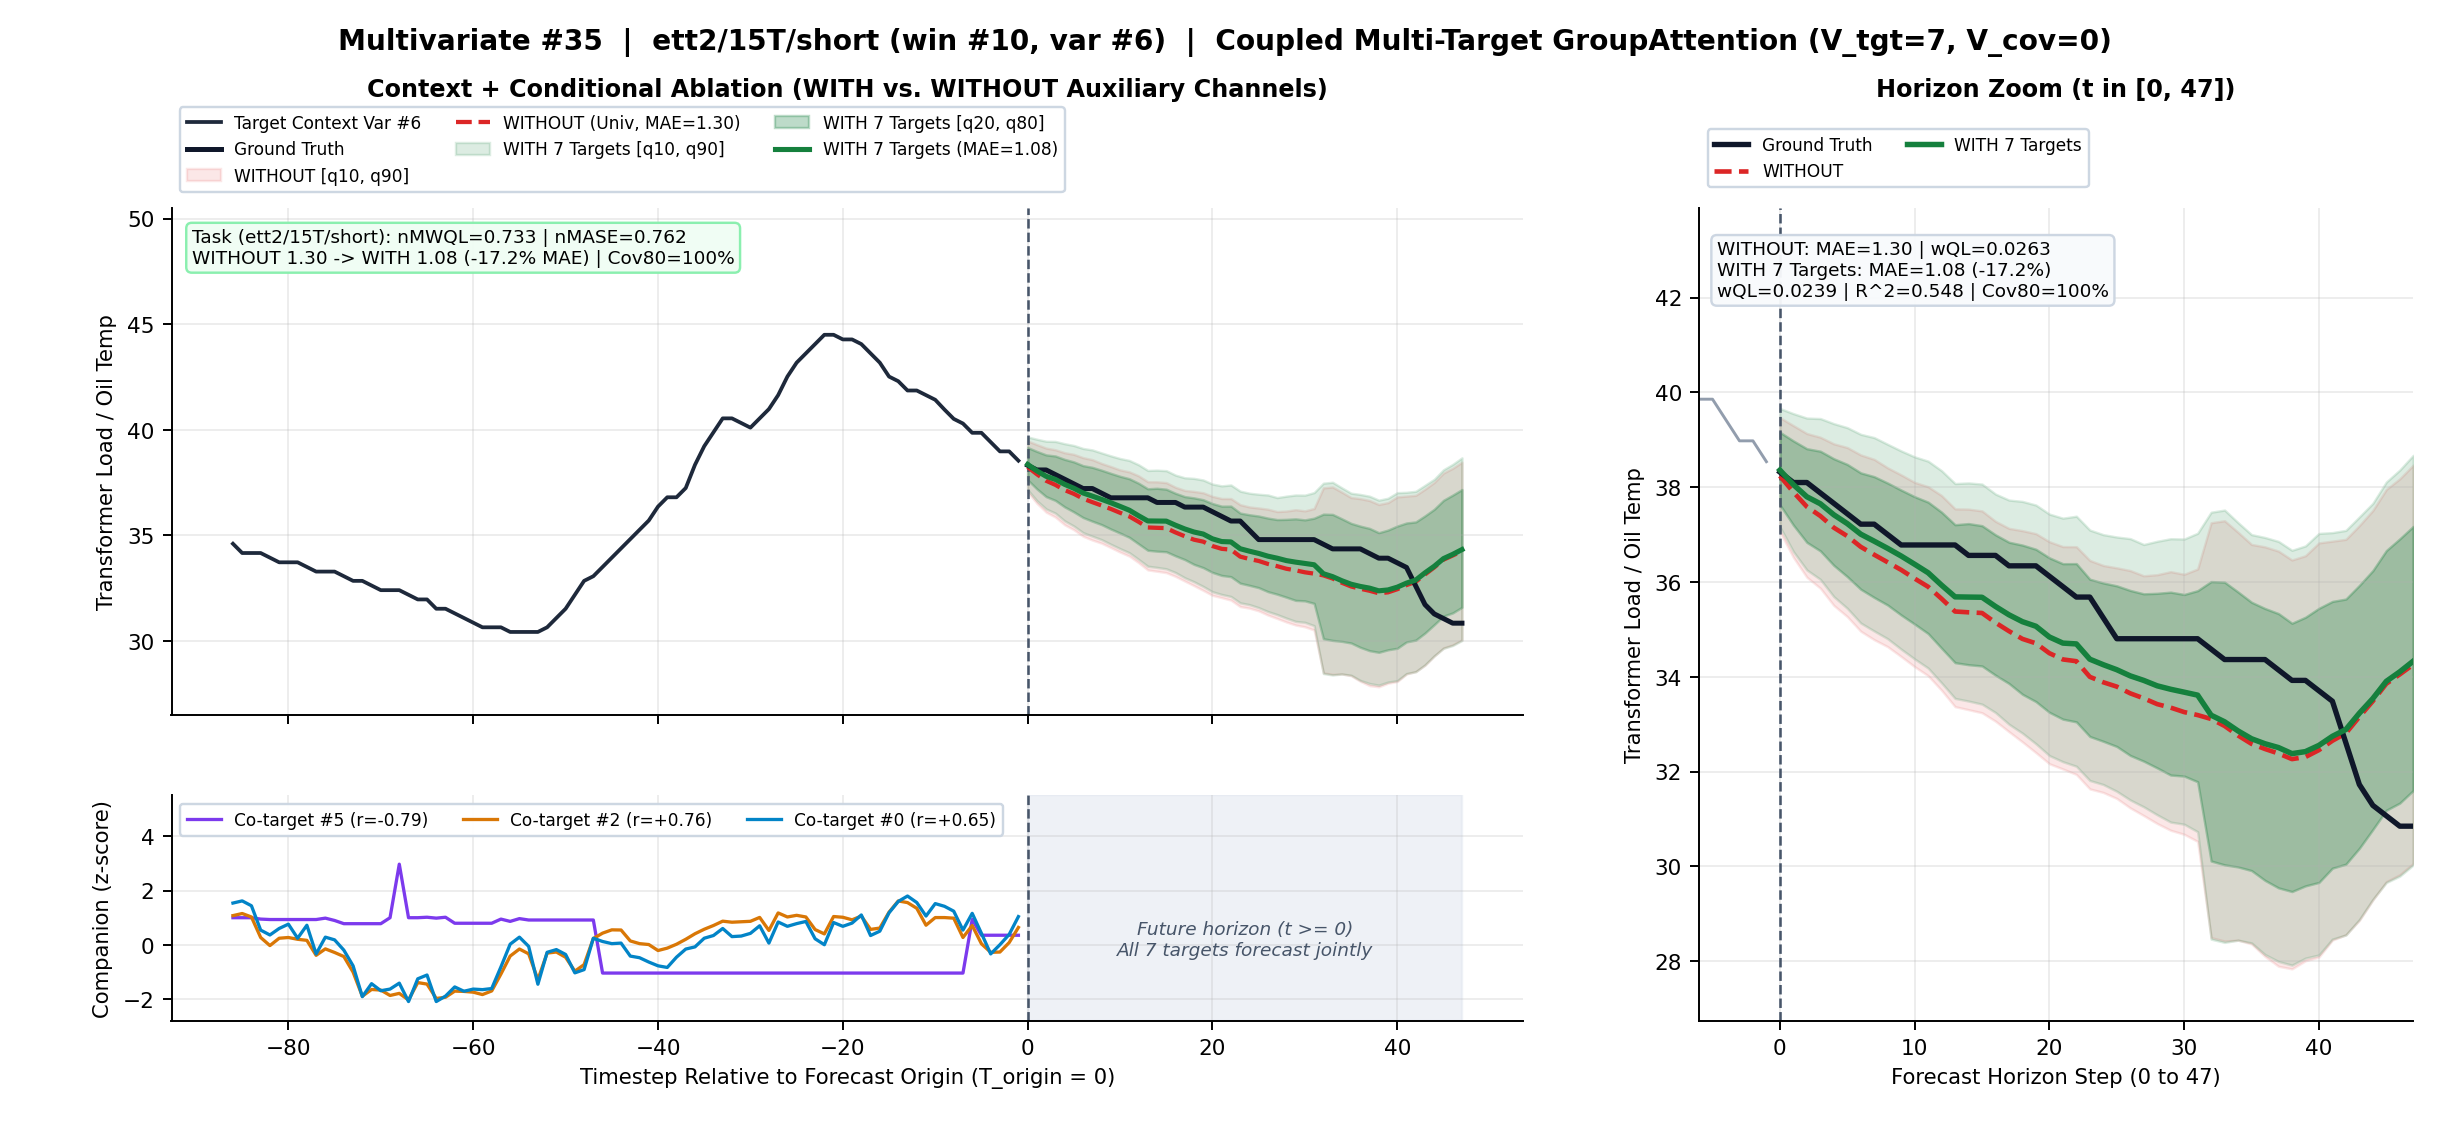 Multivariate #35 | ett2/15T/short (win #10, var #6) | Coupled Multi-Target GroupAttention (V_tgt=7, V_cov=0)
Context + Conditional Ablation (WITH vs. WITHOUT Auxiliary Channels)
Target Context Var #6
Ground Truth
WITHOUT [q10, q90]
WITHOUT (Univ, MAE=1.30)
WITH 7 Targets [q10, q90]
WITH 7 Targets [q20, q80]
WITH 7 Targets (MAE=1.08)
Task (ett2/15T/short): nMWQL=0.733 | nMASE=0.762
WITHOUT 1.30 -> WITH 1.08 (-17.2% MAE) | Cov80=100%
Transformer Load / Oil Temp
50
45
40
35
30
Co-target #5 (r=-0.79)
Co-target #2 (r=+0.76)
Co-target #0 (r=+0.65)
Companion (z-score)
4
2
0
−2
Future horizon (t >= 0)
All 7 targets forecast jointly
−80
−60
−40
−20
0
20
40
Timestep Relative to Forecast Origin (T_origin = 0)
Horizon Zoom (t in [0, 47])
Ground Truth
WITHOUT
WITH 7 Targets
WITHOUT: MAE=1.30 | wQL=0.0263
WITH 7 Targets: MAE=1.08 (-17.2%)
wQL=0.0239 | R^2=0.548 | Cov80=100%
Transformer Load / Oil Temp
42
40
38
36
34
32
30
28
0
10
20
30
40
Forecast Horizon Step (0 to 47)